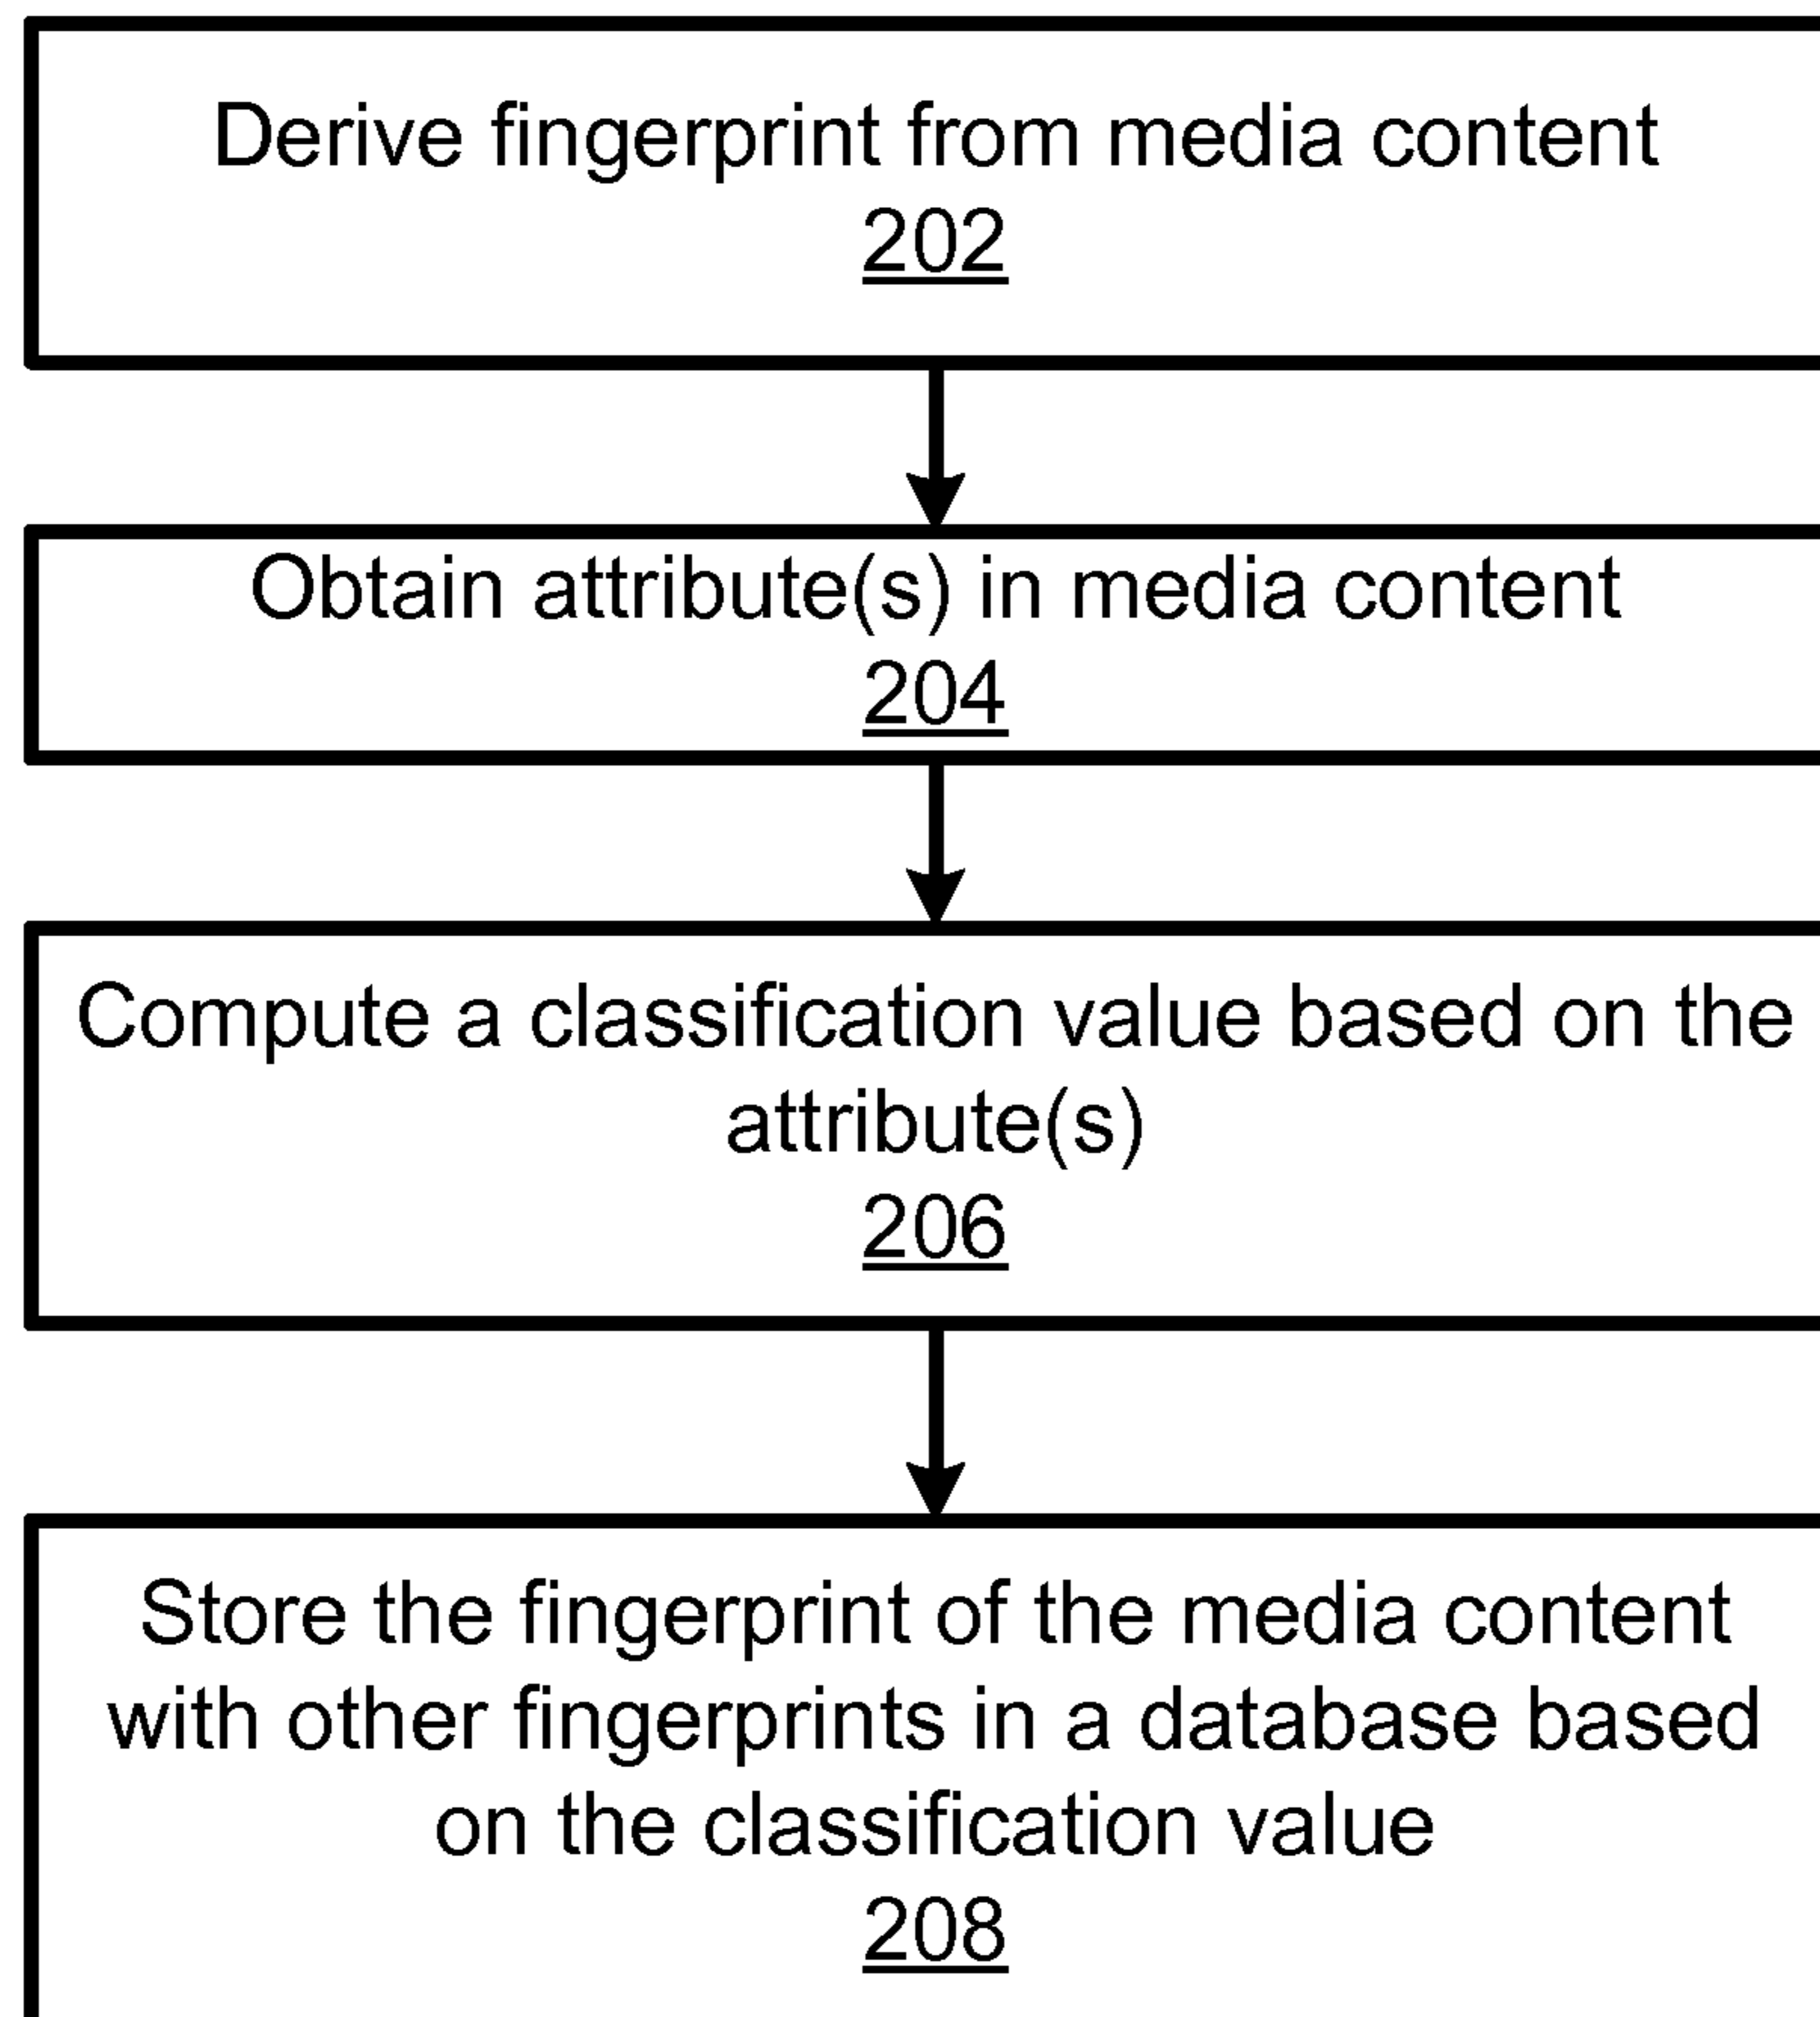 Derive fingerprint from media content
202
Obtain attribute(s) in media content
204
Compute a classification value based on the
attribute(s)
206
Store the fingerprint of the media content
with other fingerprints in a database based
on the classification value
208